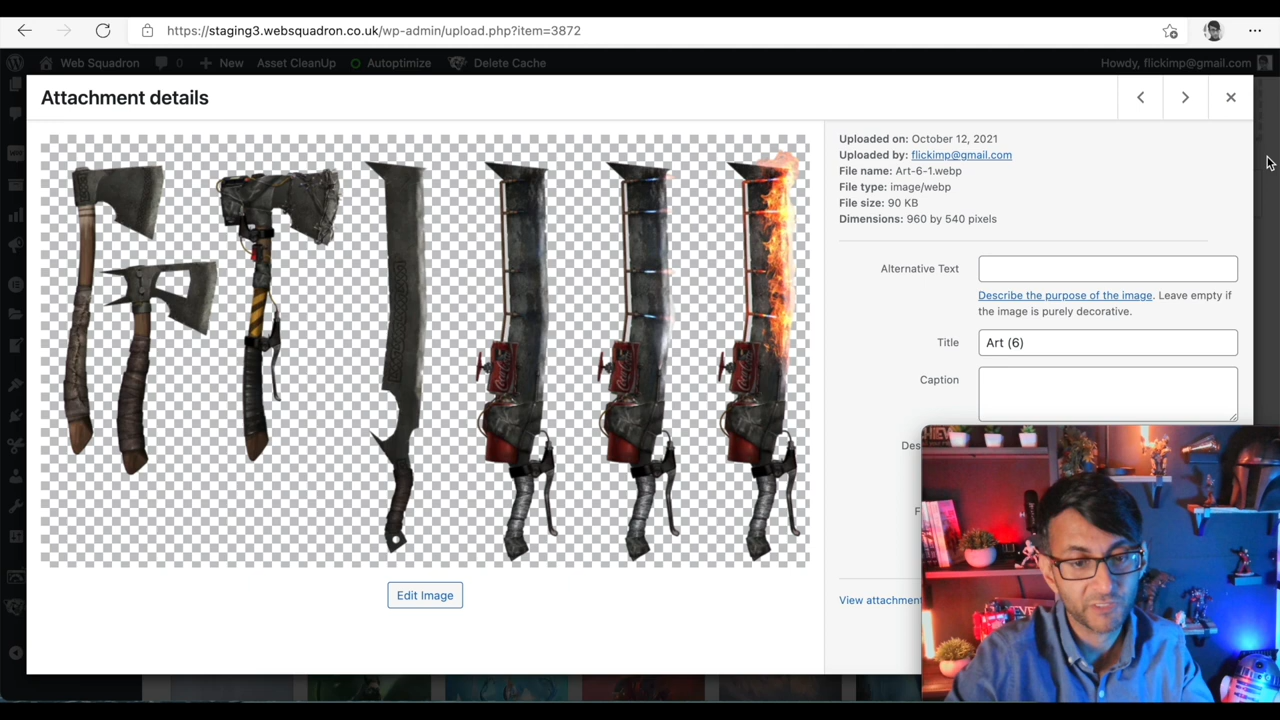 https://staging3.websquadron.co.uk/wp-admin/upload.php?item=3872
Web Squadron 0 New Asset CleanUp Autoptimize Delete Cache Howdy, flickimp@gmail.com
Attachment details
Uploaded on: October 12, 2021
Uploaded by: flickimp@gmail.com
File name: Art-6-1.webp
File type: image/webp
File size: 90 KB
Dimensions: 960 by 540 pixels
Alternative Text
Describe the purpose of the image. Leave empty if
the image is purely decorative.
Title Art (6)
Caption
Des
F
Edit Image
View attachment